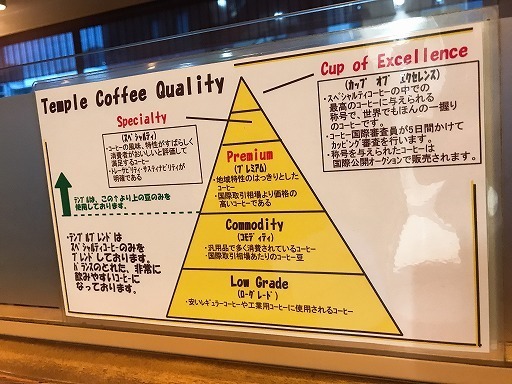 Temple Coffee Quality
Cup of Excellence
(カップ オブ エクセレンス)
・スペシャルティコーヒーの中での
最高のコーヒーに与えられる
称号で、世界でもほんの一握り
のコーヒーです。
・コーヒー国際審査員が5日間かけて
カッピング審査を行います。
・称号を与えられたコーヒーは
国際公開オークションで販売されます。
Specialty
(スペシャルティ)
・コーヒーの風味、特性がすばらしく
消費者がおいしいと評価して
満足するコーヒー
・トレーサビリティ・サスティナビリティが
明確である
Premium
(プレミアム)
・地域特性のはっきりとした
コーヒー
・国際取引相場より価格の
高いコーヒーである
テンプルは、この↑より上の豆のみを
使用しております。
Commodity
(コモディティ)
・汎用品で多く消費されているコーヒー
・国際取引相場あたりのコーヒー豆
・テンプルブレンドは
スペシャルティコーヒーのみを
ブレンドしております。
バランスのとれた、非常に
飲みやすいコーヒーに
なっております。
Low Grade
(ローグレード)
・安いレギュラーコーヒーや工業用コーヒーに使用されるコーヒー